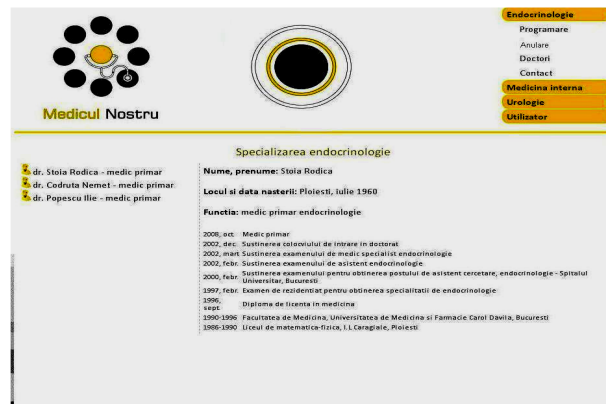 Medicul Nostru
Endocrinologie
Programare
Anulare
Doctori
Contact
Medicina interna
Urologie
Utilizator
Specializarea endocrinologie
dr. Stoia Rodica - medic primar
dr. Codruta Nemet - medic primar
dr. Popescu Ilie - medic primar
Nume, prenume: Stoia Rodica
Locul si data nasterii: Ploiesti, iulie 1960
Functia: medic primar endocrinologie
2008, oct. Medic primar
2002, dec. Sustinerea colocviului de intrare in doctorat
2002, mart Sustinerea examenului de medic specialist endocrinologie
2002, febr. Sustinerea examenului de asistent endocrinologie
2000, febr. Sustinerea examenului pentru obtinerea postului de asistent cercetare, endocrinologie - Spitalul
Universitar, Bucuresti
1997, febr. Examen de rezidentiat pentru obtinerea specialitatii de endocrinologie
1996,
sept. Diploma de licenta in medicina
1990-1996 Facultatea de Medicina, Universitatea de Medicina si Farmacie Carol Davila, Bucuresti
1986-1990 Liceul de matematica-fizica, I.L Caragiale, Ploiesti